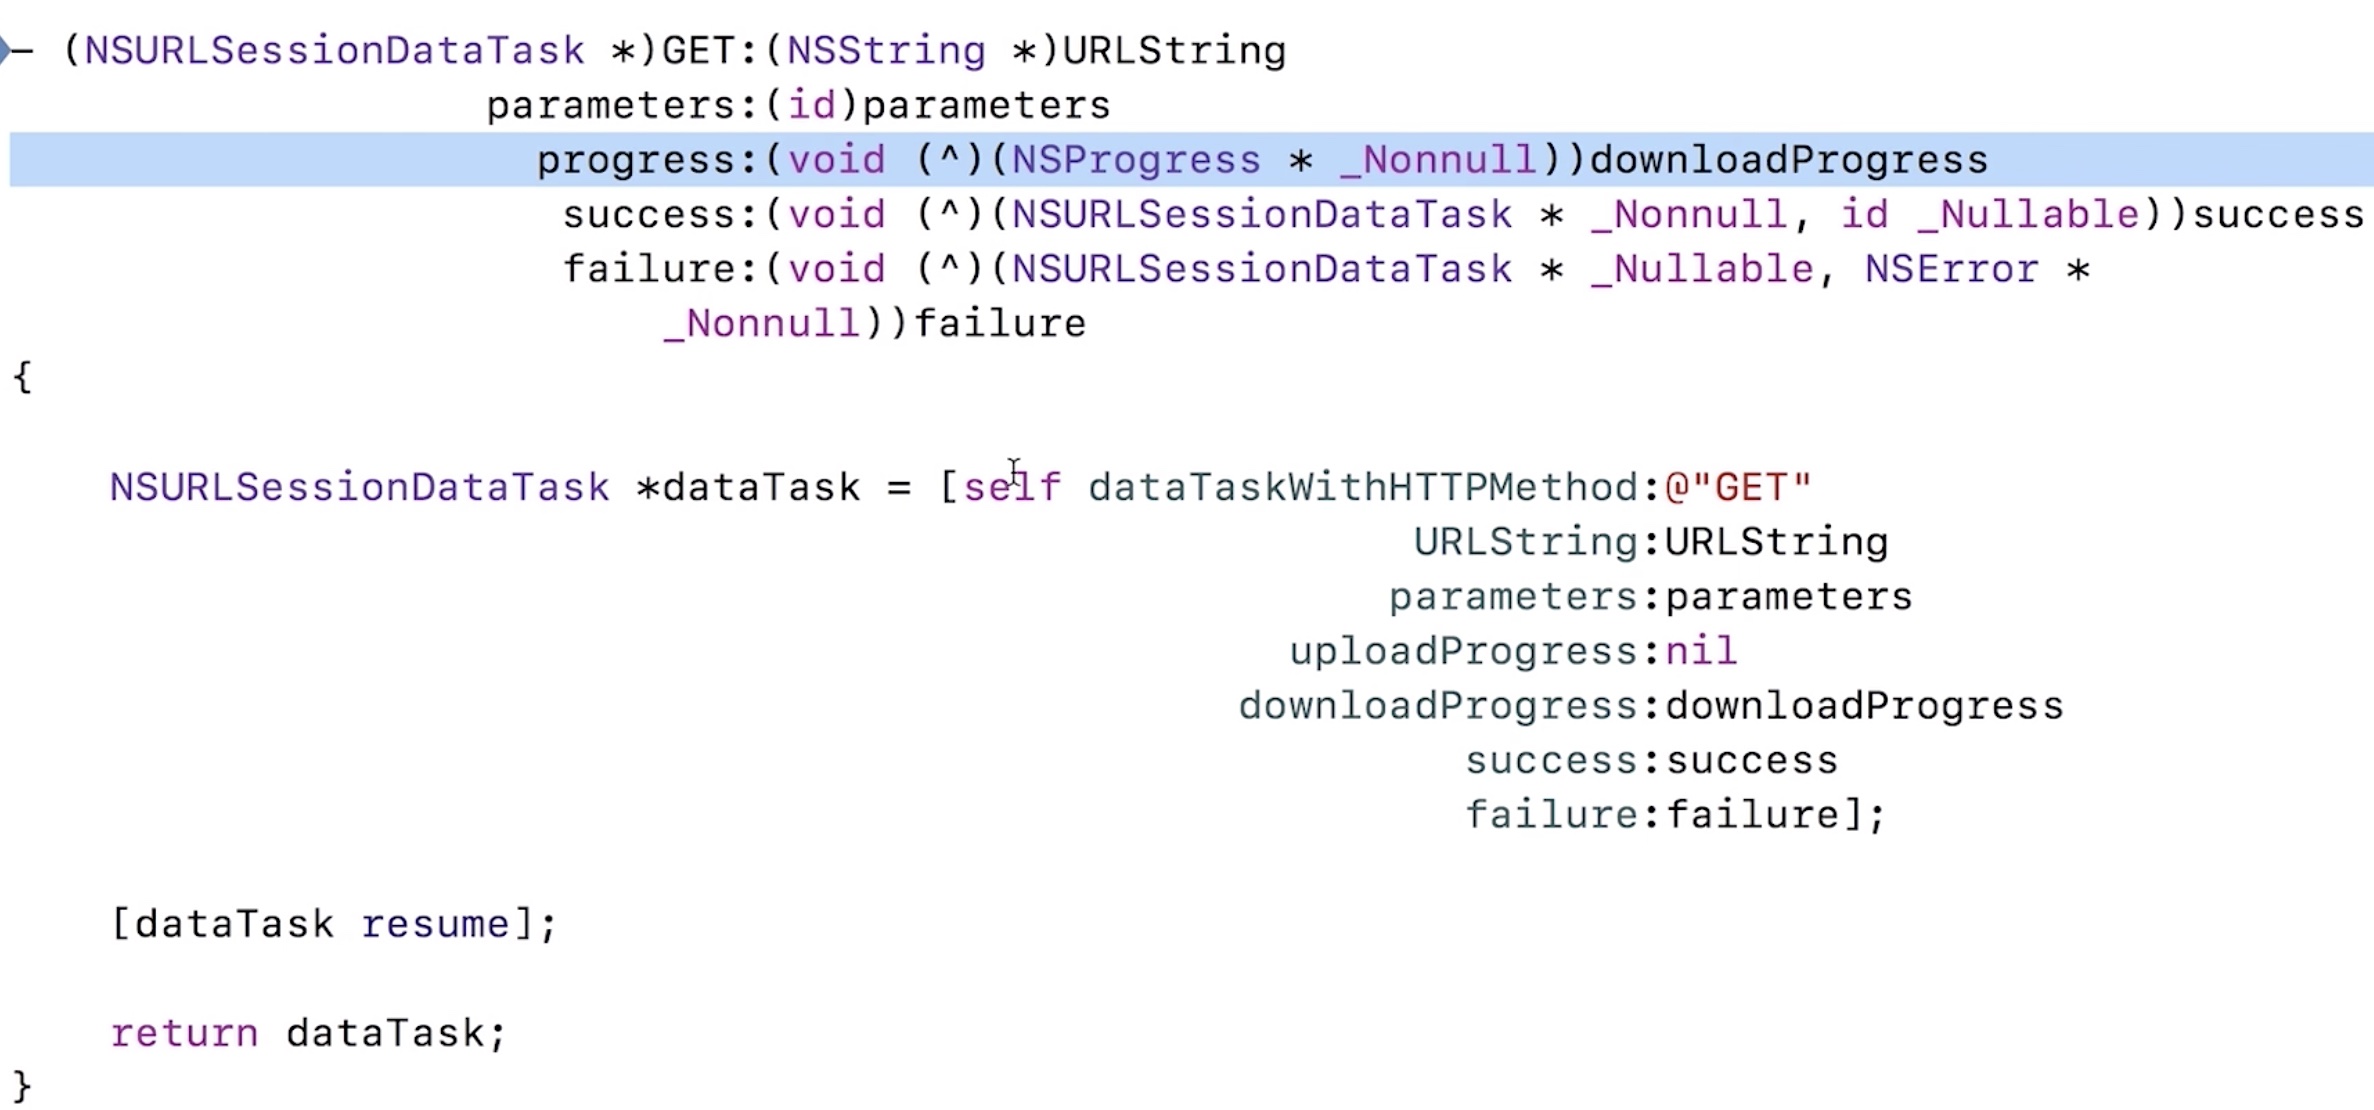 - (NSURLSessionDataTask *)GET:(NSString *)URLString
parameters:(id)parameters
progress:(void (^)(NSProgress * _Nonnull))downloadProgress
success:(void (^)(NSURLSessionDataTask * _Nonnull, id _Nullable))success
failure:(void (^)(NSURLSessionDataTask * _Nullable, NSError *
_Nonnull))failure
{
NSURLSessionDataTask *dataTask = [self dataTaskWithHTTPMethod:@"GET"
URLString:URLString
parameters:parameters
uploadProgress:nil
downloadProgress:downloadProgress
success:success
failure:failure];
[dataTask resume];
return dataTask;
}